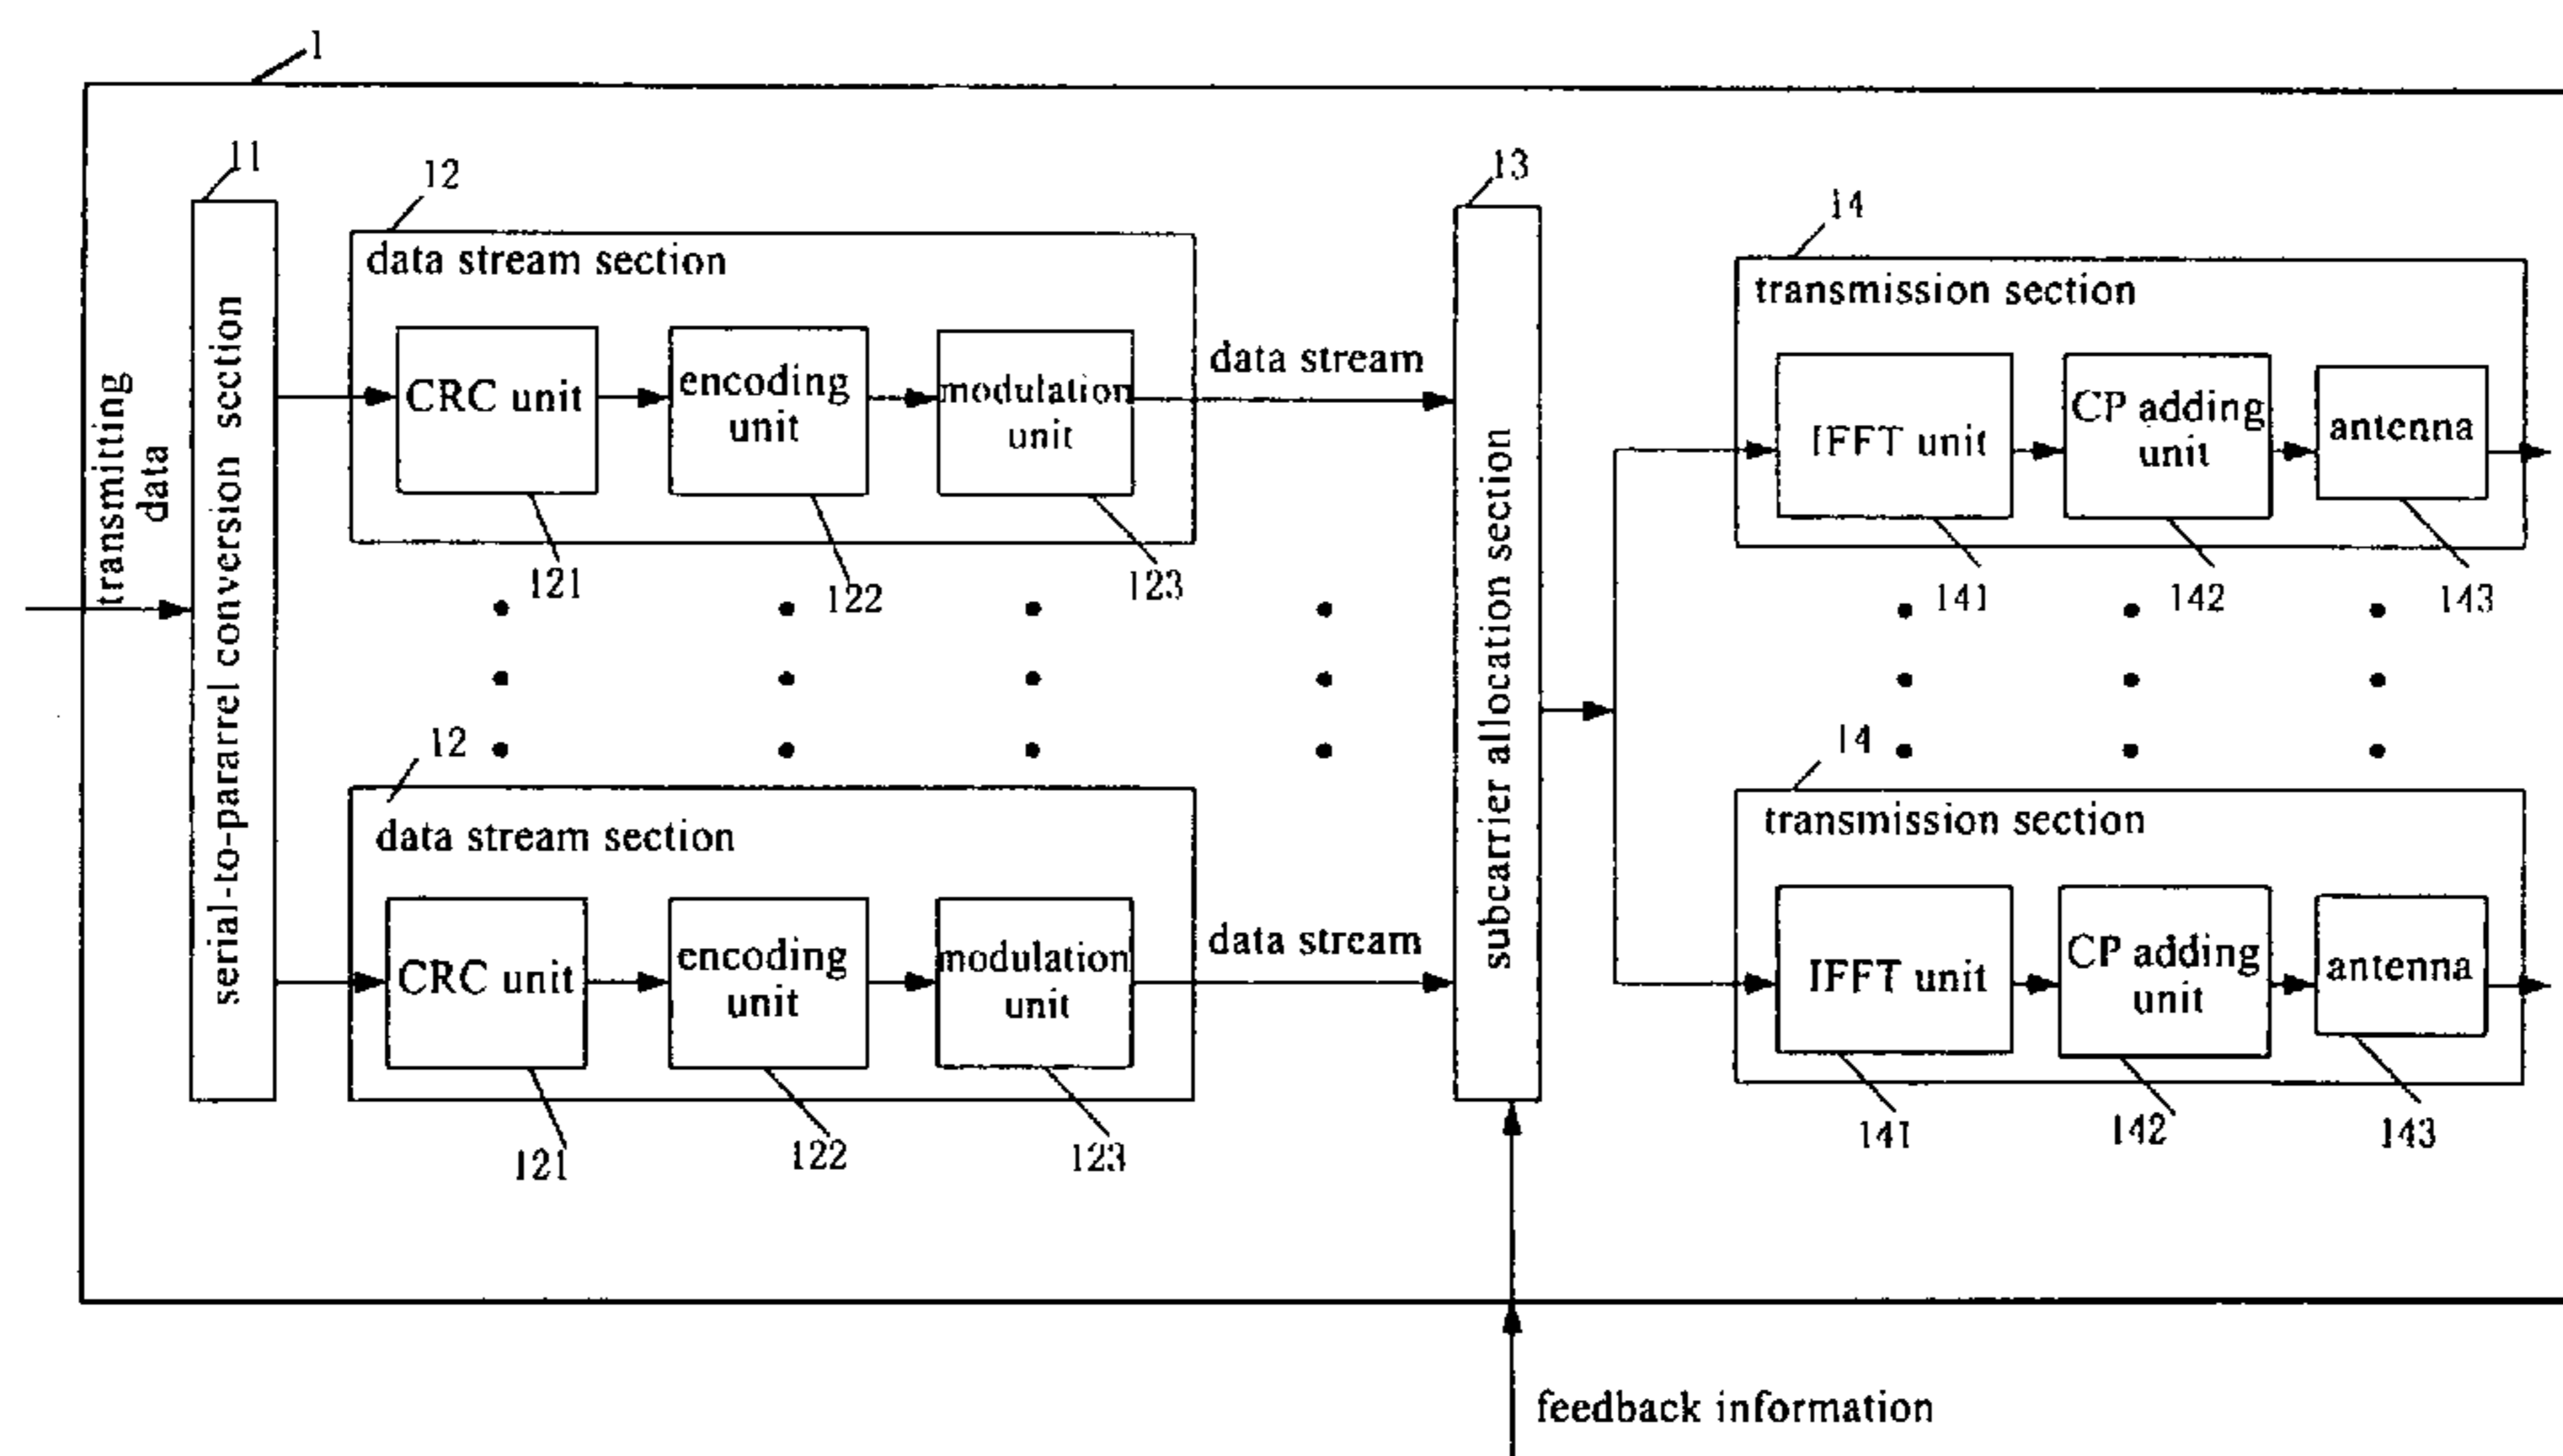 1
11
12
13
14
data stream section
transmission section
CRC unit
encoding
unit
modulation
unit
data stream
IFFT unit
CP adding
unit
antenna
121
122
123
141
142
143
transmitting
data
serial-to-pararrel conversion section
subcarrier allocation section
12
14
data stream section
transmission section
CRC unit
encoding
unit
modulation
unit
data stream
IFFT unit
CP adding
unit
antenna
121
122
123
141
142
143
feedback information